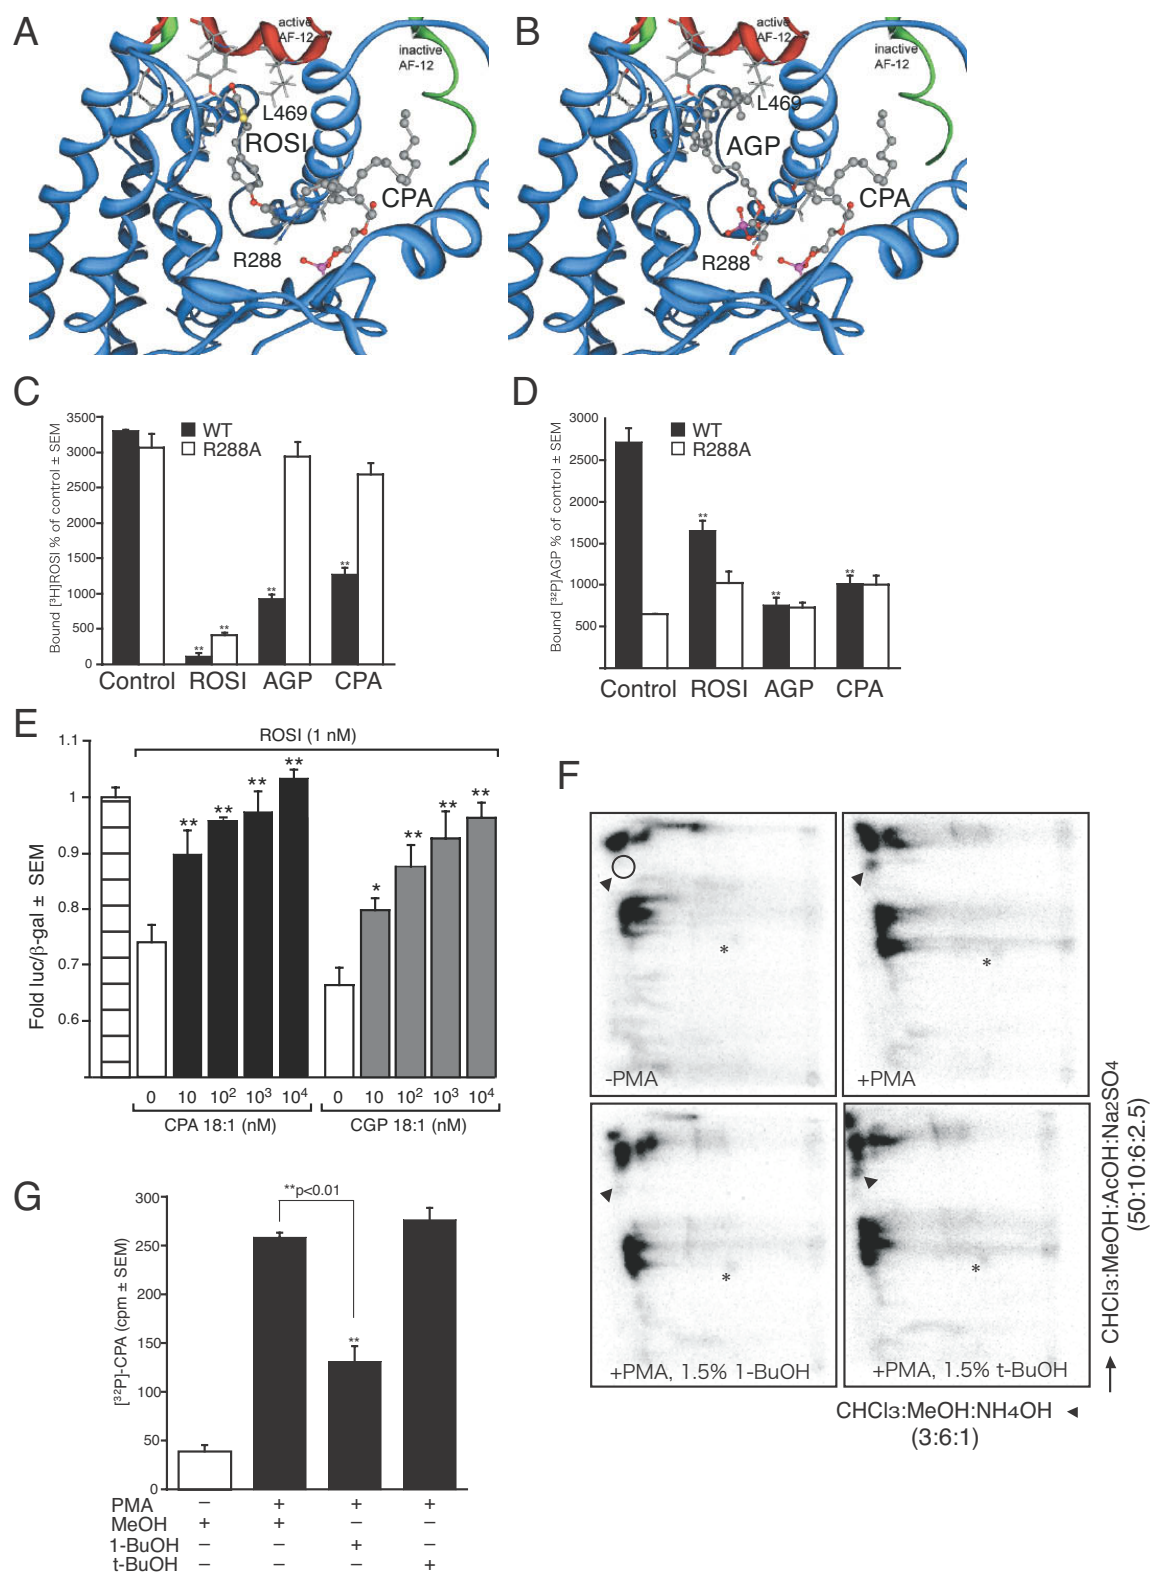 A
active
AF-12
inactive
AF-12
L469
ROSI
CPA
R288
B
active
AF-12
inactive
AF-12
L469
AGP
CPA
R288
C
Bound [³H]ROSI % of control ± SEM
3500
3000
2500
2000
1500
1000
500
0
WT
R288A
** ** ** **
Control ROSI AGP CPA
D
Bound [³²P]AGP % of control ± SEM
3000
2500
2000
1500
1000
500
WT
R288A
** ** **
Control ROSI AGP CPA
E
Fold luc/β-gal ± SEM
1.1
1
0.9
0.8
0.7
0.6
ROSI (1 nM)
** ** ** ** * ** ** **
0 10 10² 10³ 10⁴ 0 10 10² 10³ 10⁴
CPA 18:1 (nM) CGP 18:1 (nM)
F
*
-PMA
*
+PMA
*
+PMA, 1.5% 1-BuOH
*
+PMA, 1.5% t-BuOH
CHCl₃:MeOH:AcOH:Na₂SO₄
(50:10:6:2.5)
CHCl₃:MeOH:NH₄OH
(3:6:1)
G
[³²P]-CPA (cpm ± SEM)
300
250
200
150
100
50
0
**p<0.01
**
PMA – + + +
MeOH + + – –
1-BuOH – – + –
t-BuOH – – – +